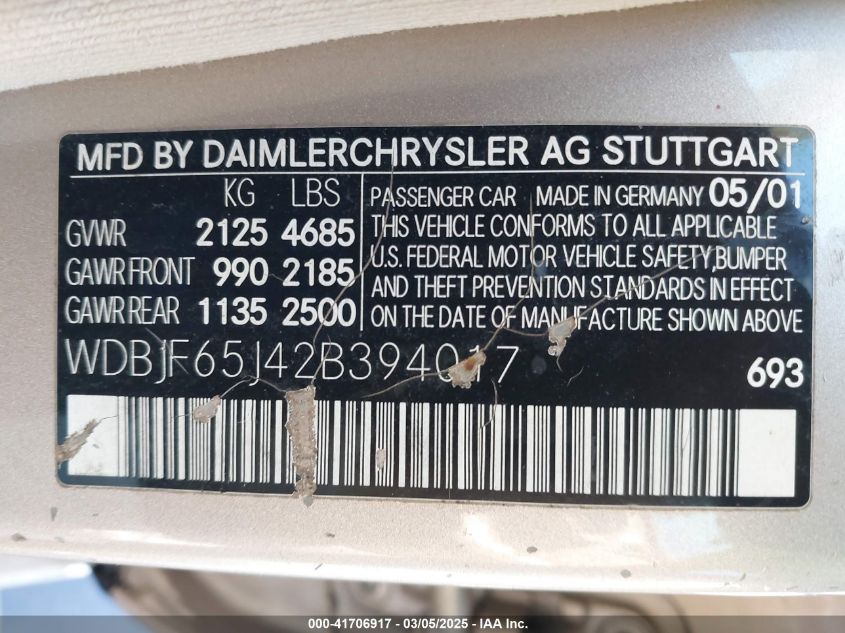 MFD BY DAIMLERCHRYSLER AG STUTTGART
KG LBS
GVWR 2125 4685
GAWR FRONT 990 2185
GAWR REAR 1135 2500
PASSENGER CAR MADE IN GERMANY 05/01
THIS VEHICLE CONFORMS TO ALL APPLICABLE
U.S. FEDERAL MOTOR VEHICLE SAFETY,BUMPER
AND THEFT PREVENTION STANDARDS IN EFFECT
ON THE DATE OF MANUFACTURE SHOWN ABOVE
WDBJF65J42B394017
693
000-41706917 - 03/05/2025 - IAA Inc.